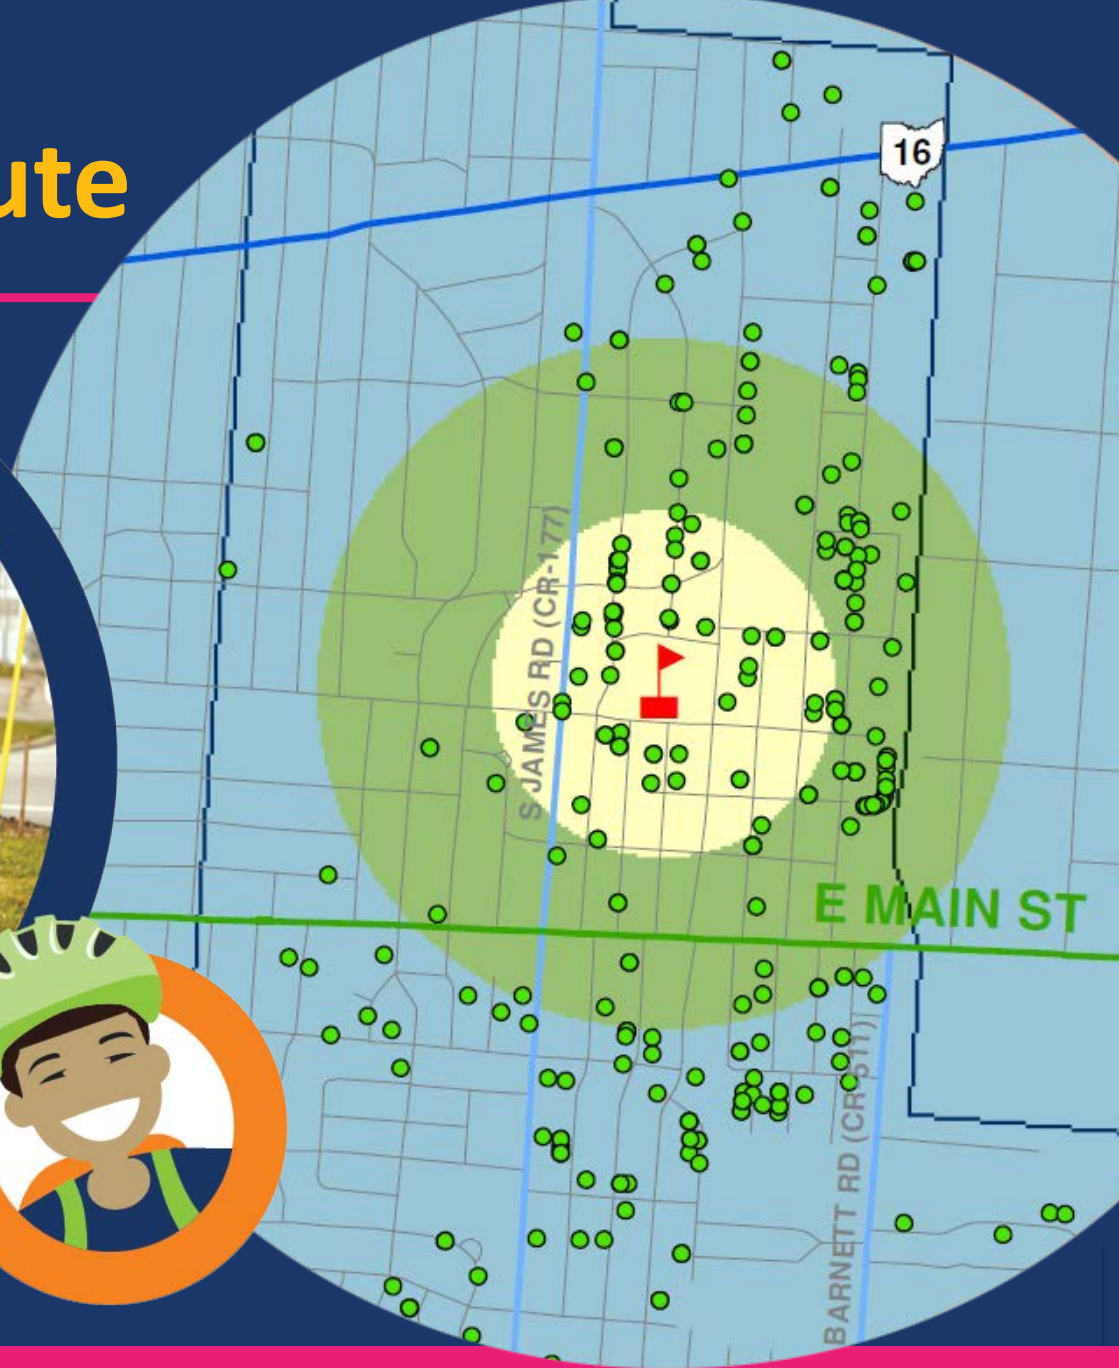 ute
16
S JAMES RD (CR-177)
E MAIN ST
BARNETT RD (CR-511)